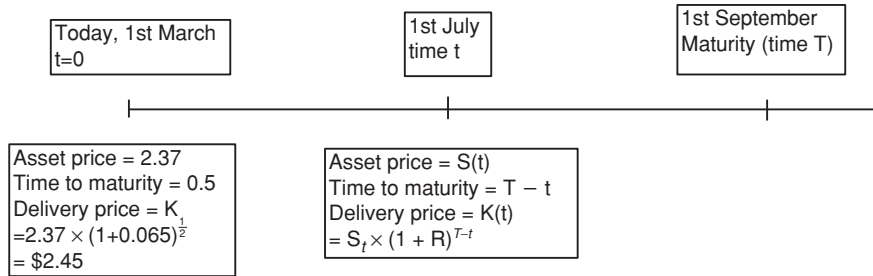 Today, 1st March
t=0
1st July
time t
1st September
Maturity (time T)
Asset price = 2.37
Time to maturity = 0.5
Delivery price = K
=2.37 × (1+0.065)^½
= $2.45
Asset price = S(t)
Time to maturity = T − t
Delivery price = K(t)
= Sₜ × (1 + R)^T−t